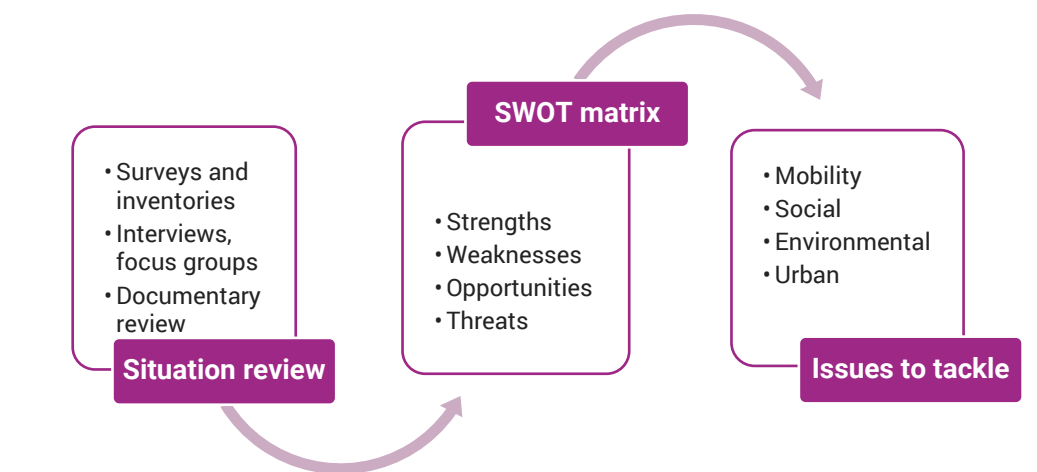 • Surveys and
inventories
• Interviews,
focus groups
• Documentary
review
Situation review
SWOT matrix
• Strengths
• Weaknesses
• Opportunities
• Threats
• Mobility
• Social
• Environmental
• Urban
Issues to tackle